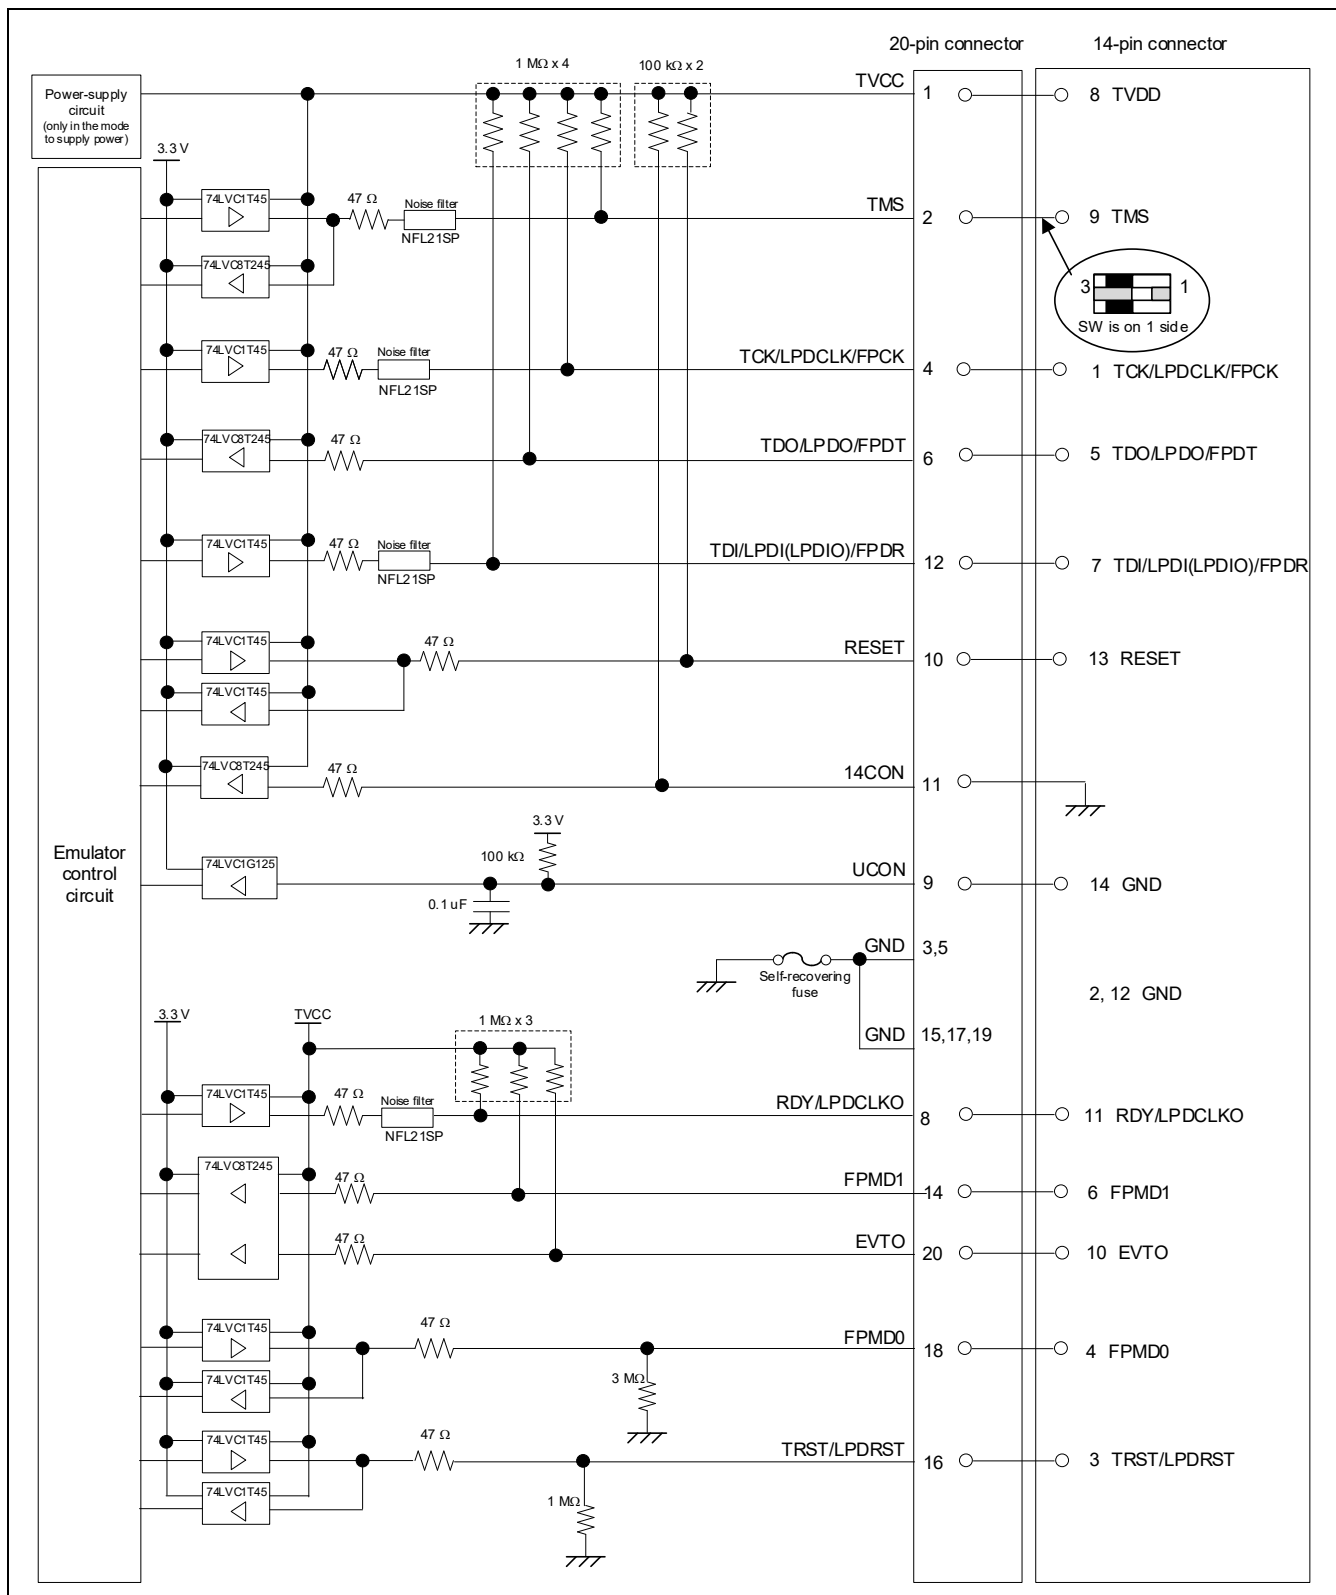 20-pin connector
14-pin connector
1 MΩ x 4
100 kΩ x 2
TVCC
1
8 TVDD
Power-supply
circuit
(only in the mode
to supply power)
3.3 V
74LVC1T45
47 Ω
Noise filter
NFL21SP
TMS
2
9 TMS
74LVC8T245
3
1
SW is on 1 side
74LVC1T45
47 Ω
Noise filter
NFL21SP
TCK/LPDCLK/FPCK
4
1 TCK/LPDCLK/FPCK
74LVC8T245
47 Ω
TDO/LPDO/FPDT
6
5 TDO/LPDO/FPDT
74LVC1T45
47 Ω
Noise filter
NFL21SP
TDI/LPDI(LPDIO)/FPDR
12
7 TDI/LPDI(LPDIO)/FPDR
74LVC1T45
47 Ω
RESET
10
13 RESET
74LVC1T45
74LVC8T245
47 Ω
14CON
11
3.3 V
Emulator
control
circuit
74LVC1G125
100 kΩ
0.1 uF
UCON
9
14 GND
GND
3,5
Self-recovering
fuse
2, 12 GND
GND
15,17,19
3.3 V
TVCC
1 MΩ x 3
74LVC1T45
47 Ω
Noise filter
NFL21SP
RDY/LPDCLKO
8
11 RDY/LPDCLKO
74LVC8T245
47 Ω
FPMD1
14
6 FPMD1
47 Ω
EVTO
20
10 EVTO
74LVC1T45
47 Ω
FPMD0
18
4 FPMD0
74LVC1T45
3 MΩ
74LVC1T45
47 Ω
TRST/LPDRST
16
3 TRST/LPDRST
74LVC1T45
1 MΩ